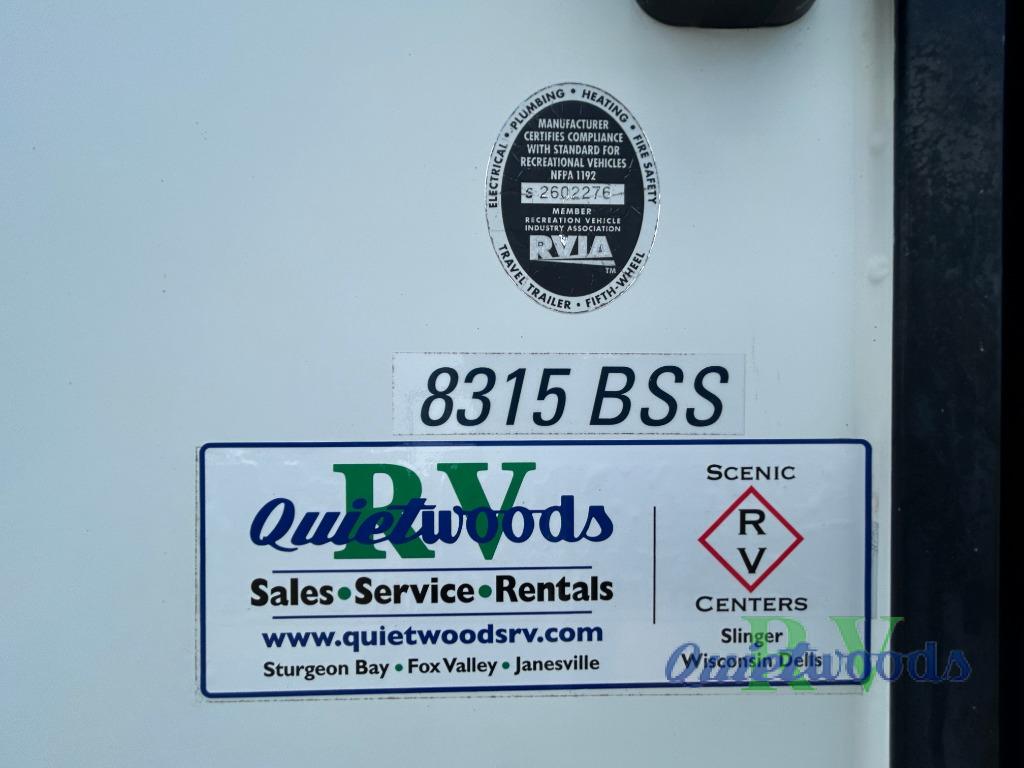 ELECTRICAL • PLUMBING • HEATING • FIRE SAFETY
MANUFACTURER
CERTIFIES COMPLIANCE
WITH STANDARD FOR
RECREATIONAL VEHICLES
NFPA 1192
S 2602276
MEMBER
RECREATION VEHICLE
INDUSTRY ASSOCIATION
RVIA
TM
TRAVEL TRAILER • FIFTH-WHEEL
8315 BSS
RV
Quietwoods
Sales•Service•Rentals
www.quietwoodsrv.com
Sturgeon Bay • Fox Valley • Janesville
SCENIC
R
V
CENTERS
Slinger
Wisconsin Dells
RV
Quietwoods